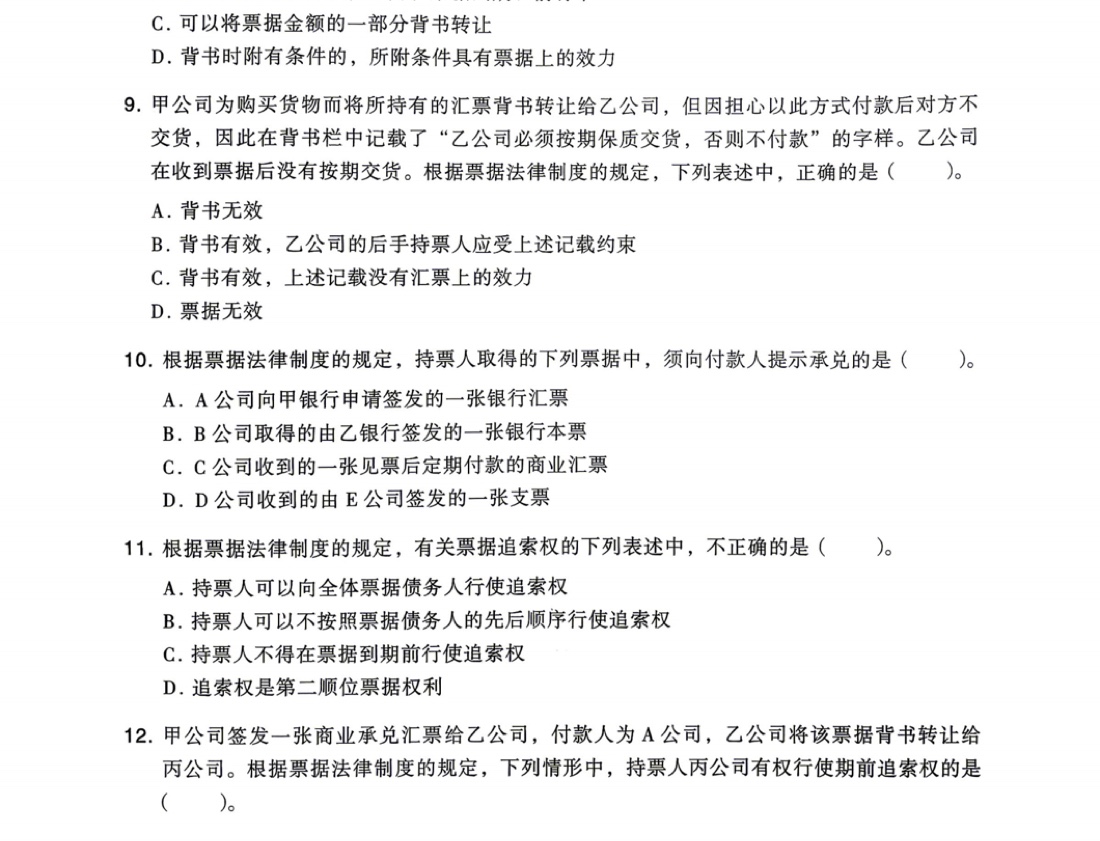 C. 可以将票据金额的一部分背书转让
D. 背书时附有条件的，所附条件具有票据上的效力
9. 甲公司为购买货物而将所持有的汇票背书转让给乙公司，但因担心以此方式付款后对方不
交货，因此在背书栏中记载了“乙公司必须按期保质交货，否则不付款”的字样。乙公司
在收到票据后没有按期交货。根据票据法律制度的规定，下列表述中，正确的是（　　）。
A. 背书无效
B. 背书有效，乙公司的后手持票人应受上述记载约束
C. 背书有效，上述记载没有汇票上的效力
D. 票据无效
10. 根据票据法律制度的规定，持票人取得的下列票据中，须向付款人提示承兑的是（　　）。
A. A 公司向甲银行申请签发的一张银行汇票
B. B 公司取得的由乙银行签发的一张银行本票
C. C 公司收到的一张见票后定期付款的商业汇票
D. D 公司收到的由 E 公司签发的一张支票
11. 根据票据法律制度的规定，有关票据追索权的下列表述中，不正确的是（　　）。
A. 持票人可以向全体票据债务人行使追索权
B. 持票人可以不按照票据债务人的先后顺序行使追索权
C. 持票人不得在票据到期前行使追索权
D. 追索权是第二顺位票据权利
12. 甲公司签发一张商业承兑汇票给乙公司，付款人为 A 公司，乙公司将该票据背书转让给
丙公司。根据票据法律制度的规定，下列情形中，持票人丙公司有权行使期前追索权的是
（　　）。